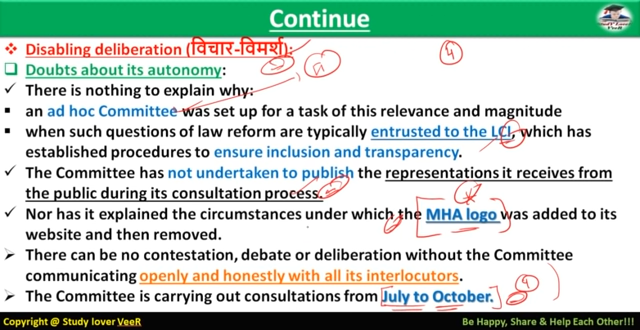 Continue
❖ Disabling deliberation (विचार-विमर्श):
❑ Doubts about its autonomy:
✓ There is nothing to explain why:
▪ an ad hoc Committee was set up for a task of this relevance and magnitude
▪ when such questions of law reform are typically entrusted to the LCI, which has
established procedures to ensure inclusion and transparency.
✓ The Committee has not undertaken to publish the representations it receives from
the public during its consultation process.
✓ Nor has it explained the circumstances under which the MHA logo was added to its
website and then removed.
➢ There can be no contestation, debate or deliberation without the Committee
communicating openly and honestly with all its interlocutors.
➢ The Committee is carrying out consultations from July to October.
Copyright @ Study lover VeeR
Be Happy, Share & Help Each Other!!!